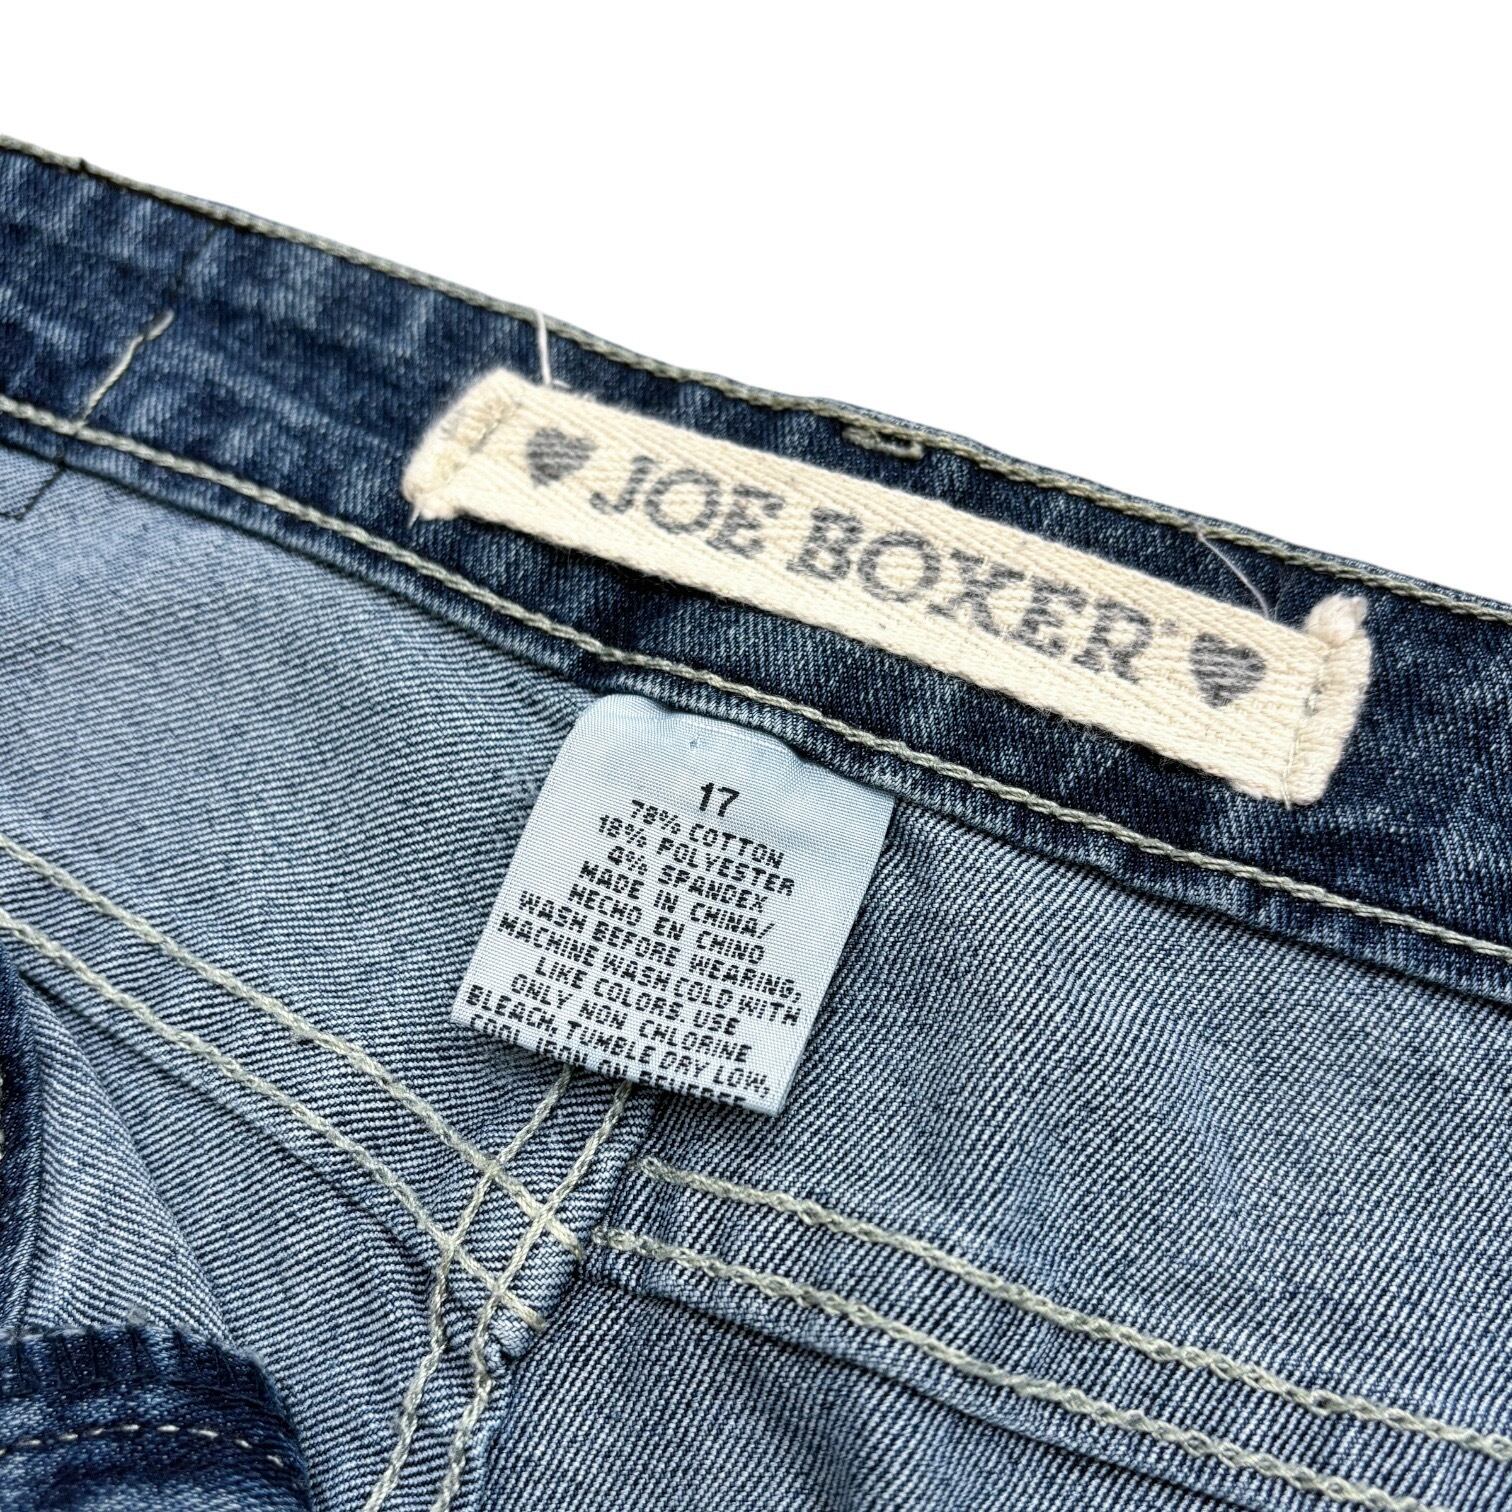 ♥ JOE BOXER ♥
17
78% COTTON
18% POLYESTER
4% SPANDEX
MADE IN CHINA/
HECHO EN CHINO
WASH BEFORE WEARING,
MACHINE WASH COLD WITH
LIKE COLORS, USE
ONLY NON CHLORINE
BLEACH, TUMBLE DRY LOW,